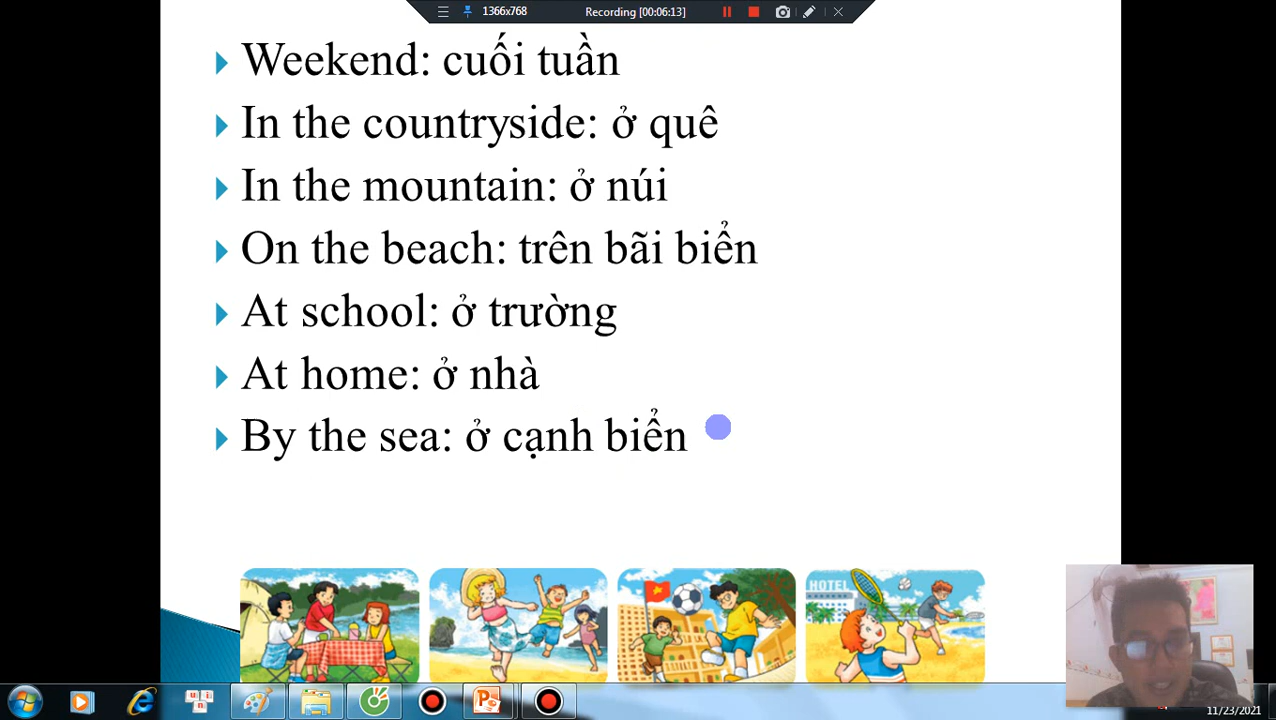 1366x768
Recording [00:06:13]
Weekend: cuối tuần
In the countryside: ở quê
In the mountain: ở núi
On the beach: trên bãi biển
At school: ở trường
At home: ở nhà
By the sea: ở cạnh biển
HOTEL
11/23/2021